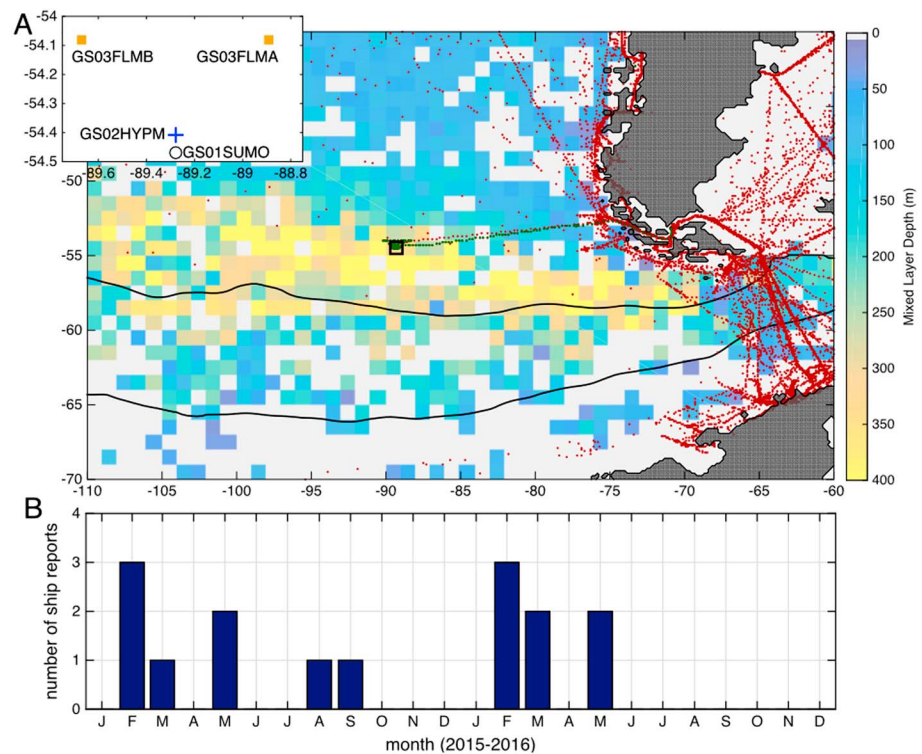 A
-54
-54.1
-54.2
-54.3
-54.4
-54.5
GS03FLMB GS03FLMA
GS02HYPM
GS01SUMO
-89.6 -89.4 -89.2 -89 -88.8
-50
-55
-60
-65
-70
-110 -105 -100 -95 -90 -85 -80 -75 -70 -65 -60
0
50
100
150
200
250
300
350
400
Mixed Layer Depth (m)
B
4
3
2
1
0
number of ship reports
J F M A M J J A S O N D J F M A M J J A S O N D
month (2015-2016)